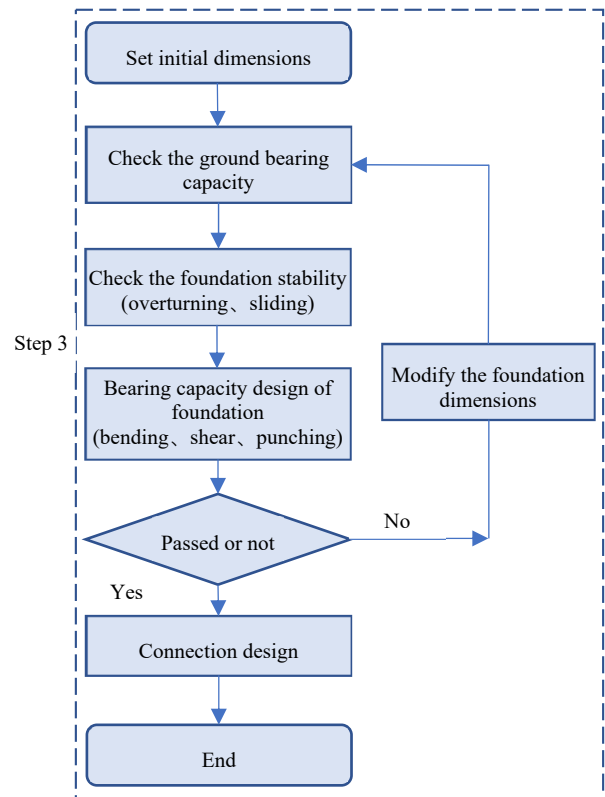 Set initial dimensions
Check the ground bearing
capacity
Check the foundation stability
(overturning、sliding)
Step 3
Bearing capacity design of
foundation
(bending、shear、punching)
Modify the foundation
dimensions
No
Passed or not
Yes
Connection design
End